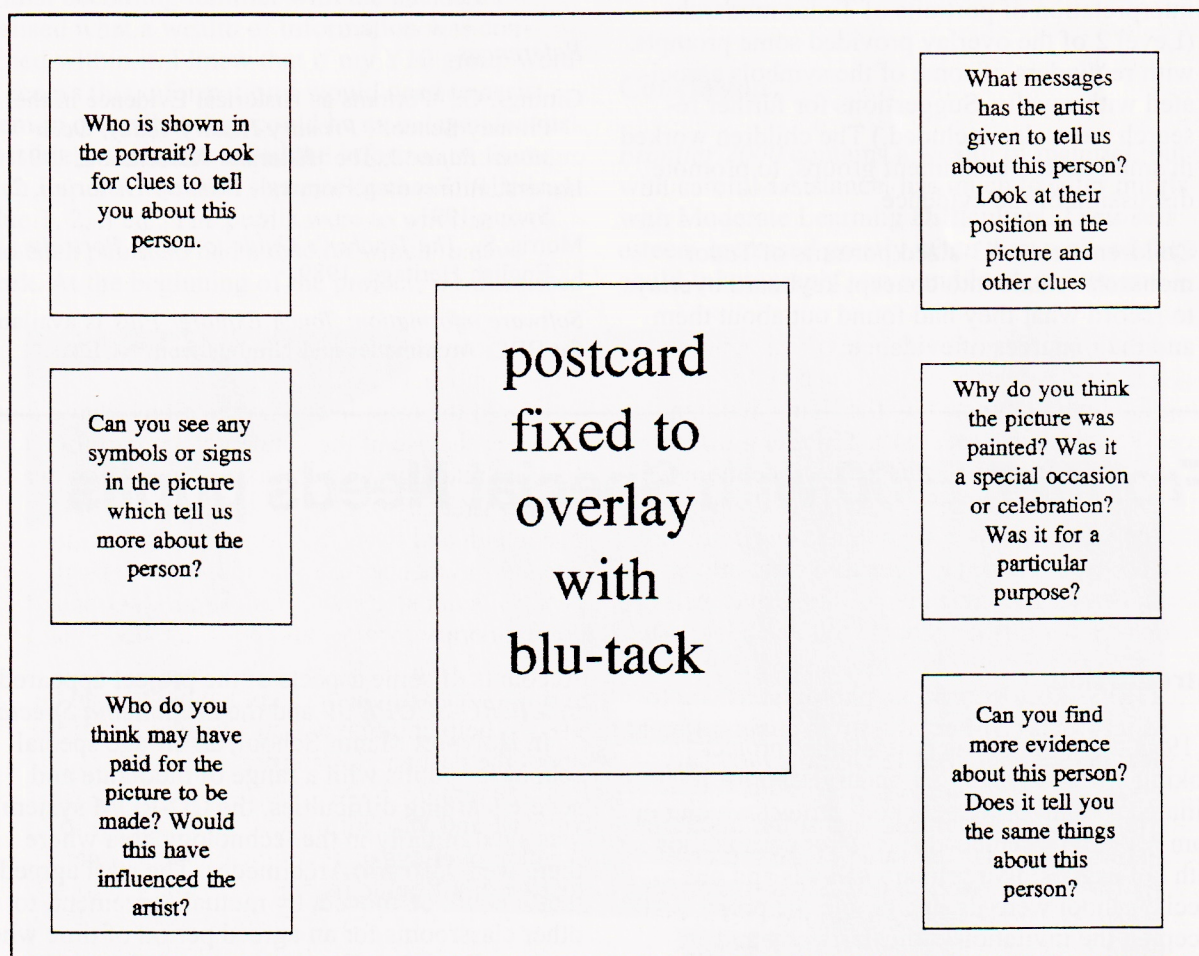 Who is shown in
the portrait? Look
for clues to tell
you about this
person.
Can you see any
symbols or signs
in the picture
which tell us
more about the
person?
Who do you
think may have
paid for the
picture to be
made? Would
this have
influenced the
artist?
postcard
fixed to
overlay
with
blu-tack
What messages
has the artist
given to tell us
about this person?
Look at their
position in the
picture and
other clues
Why do you think
the picture was
painted? Was it
a special occasion
or celebration?
Was it for a
particular
purpose?
Can you find
more evidence
about this person?
Does it tell you
the same things
about this
person?